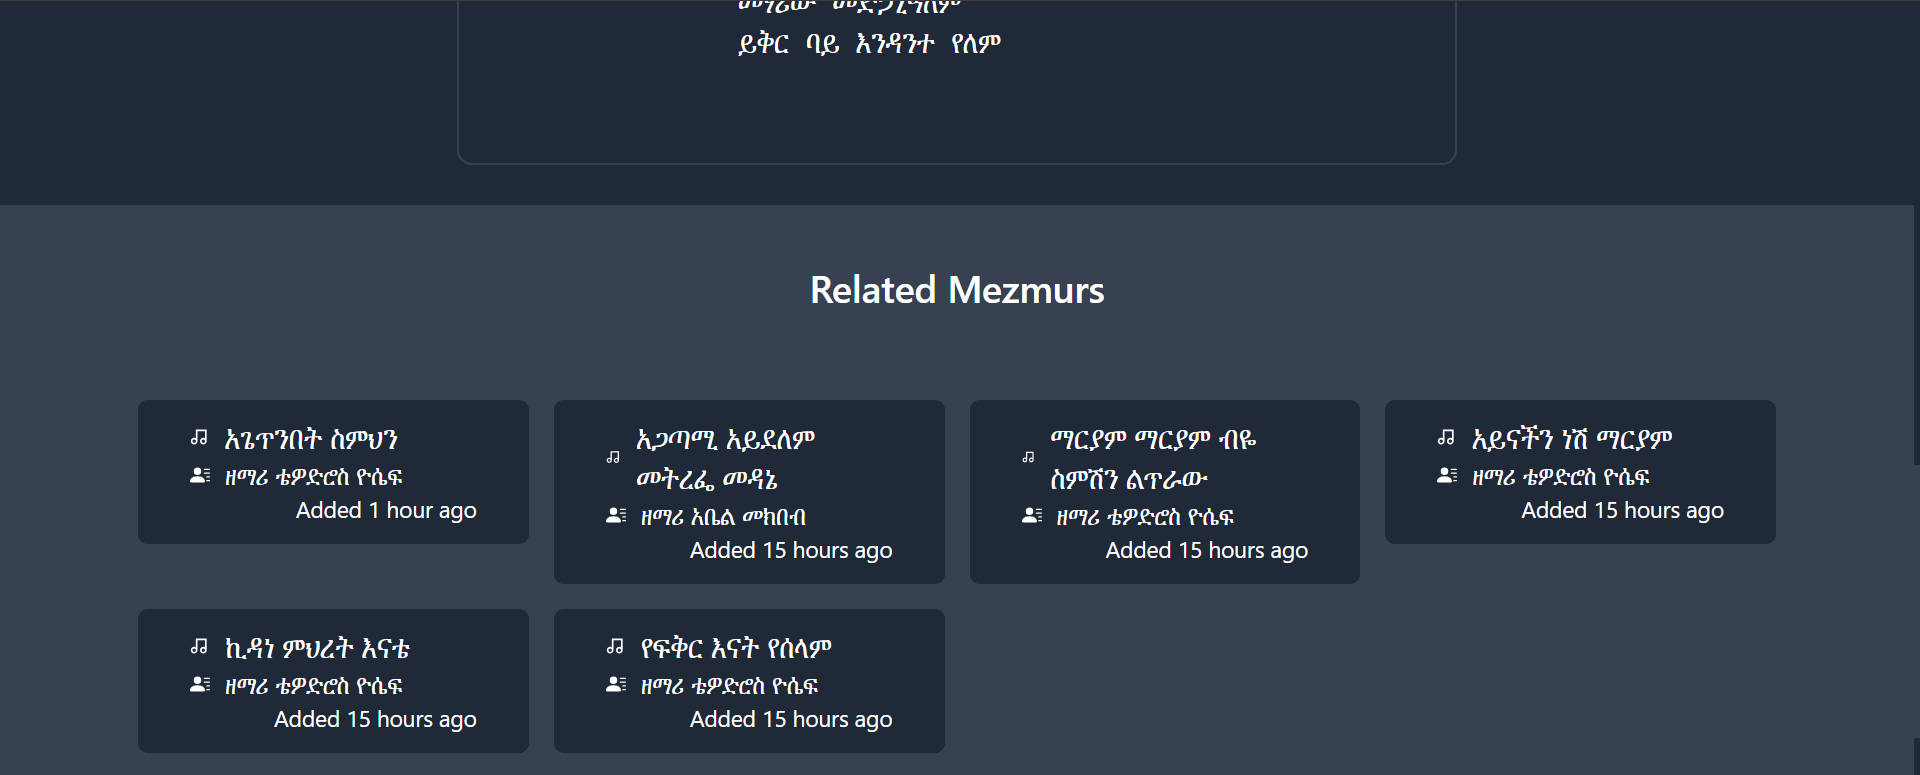 መማሪው መድኃኒዓለም
ይቅር ባይ እንዳንተ የለም
Related Mezmurs
አጌጥንበት ስምህን
ዘማሪ ቴዎድሮስ ዮሴፍ
Added 1 hour ago
አጋጣሚ አይደለም
መትረፌ መዳኔ
ዘማሪ አቤል መክበብ
Added 15 hours ago
ማርያም ማርያም ብዬ
ስምሽን ልጥራው
ዘማሪ ቴዎድሮስ ዮሴፍ
Added 15 hours ago
አይናችን ነሽ ማርያም
ዘማሪ ቴዎድሮስ ዮሴፍ
Added 15 hours ago
ኪዳነ ምህረት እናቴ
ዘማሪ ቴዎድሮስ ዮሴፍ
Added 15 hours ago
የፍቅር እናት የሰላም
ዘማሪ ቴዎድሮስ ዮሴፍ
Added 15 hours ago